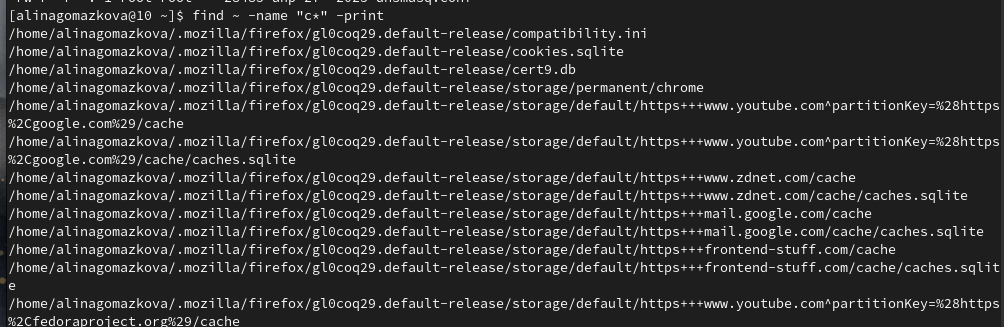 [alinagomazkova@10 ~]$ find ~ -name "c*" -print
/home/alinagomazkova/.mozilla/firefox/gl0coq29.default-release/compatibility.ini
/home/alinagomazkova/.mozilla/firefox/gl0coq29.default-release/cookies.sqlite
/home/alinagomazkova/.mozilla/firefox/gl0coq29.default-release/cert9.db
/home/alinagomazkova/.mozilla/firefox/gl0coq29.default-release/storage/permanent/chrome
/home/alinagomazkova/.mozilla/firefox/gl0coq29.default-release/storage/default/https+++www.youtube.com^partitionKey=%28https
%2Cgoogle.com%29/cache
/home/alinagomazkova/.mozilla/firefox/gl0coq29.default-release/storage/default/https+++www.youtube.com^partitionKey=%28https
%2Cgoogle.com%29/cache/caches.sqlite
/home/alinagomazkova/.mozilla/firefox/gl0coq29.default-release/storage/default/https+++www.zdnet.com/cache
/home/alinagomazkova/.mozilla/firefox/gl0coq29.default-release/storage/default/https+++www.zdnet.com/cache/caches.sqlite
/home/alinagomazkova/.mozilla/firefox/gl0coq29.default-release/storage/default/https+++mail.google.com/cache
/home/alinagomazkova/.mozilla/firefox/gl0coq29.default-release/storage/default/https+++mail.google.com/cache/caches.sqlite
/home/alinagomazkova/.mozilla/firefox/gl0coq29.default-release/storage/default/https+++frontend-stuff.com/cache
/home/alinagomazkova/.mozilla/firefox/gl0coq29.default-release/storage/default/https+++frontend-stuff.com/cache/caches.sqlit
e
/home/alinagomazkova/.mozilla/firefox/gl0coq29.default-release/storage/default/https+++www.youtube.com^partitionKey=%28https
%2Cfedoraproject.org%29/cache